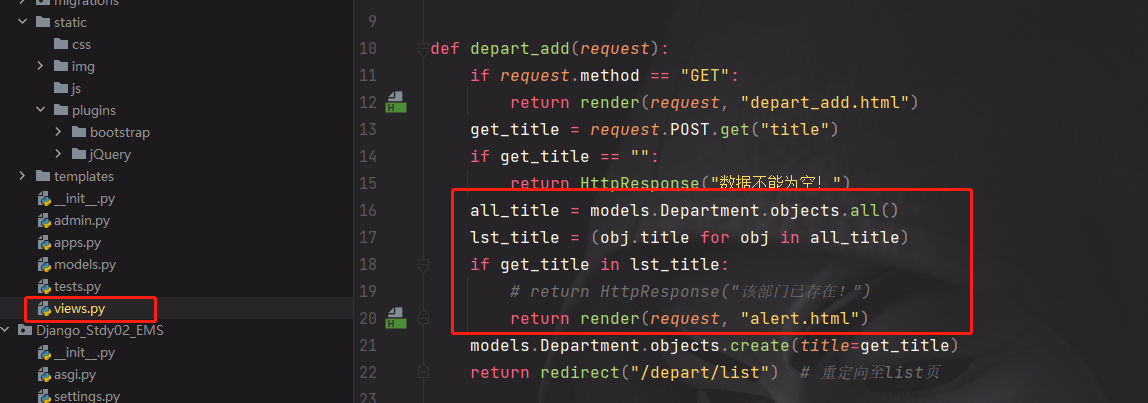 migrations
static
css
img
js
plugins
bootstrap
jQuery
templates
__init__.py
admin.py
apps.py
models.py
tests.py
views.py
Django_Stdy02_EMS
__init__.py
asgi.py
settings.py
9
10 def depart_add(request):
11 if request.method == "GET":
12 return render(request, "depart_add.html")
13 get_title = request.POST.get("title")
14 if get_title == "":
15 return HttpResponse("数据不能为空！")
16 all_title = models.Department.objects.all()
17 lst_title = (obj.title for obj in all_title)
18 if get_title in lst_title:
19 # return HttpResponse("该部门已存在！")
20 return render(request, "alert.html")
21 models.Department.objects.create(title=get_title)
22 return redirect("/depart/list") # 重定向至list页
23